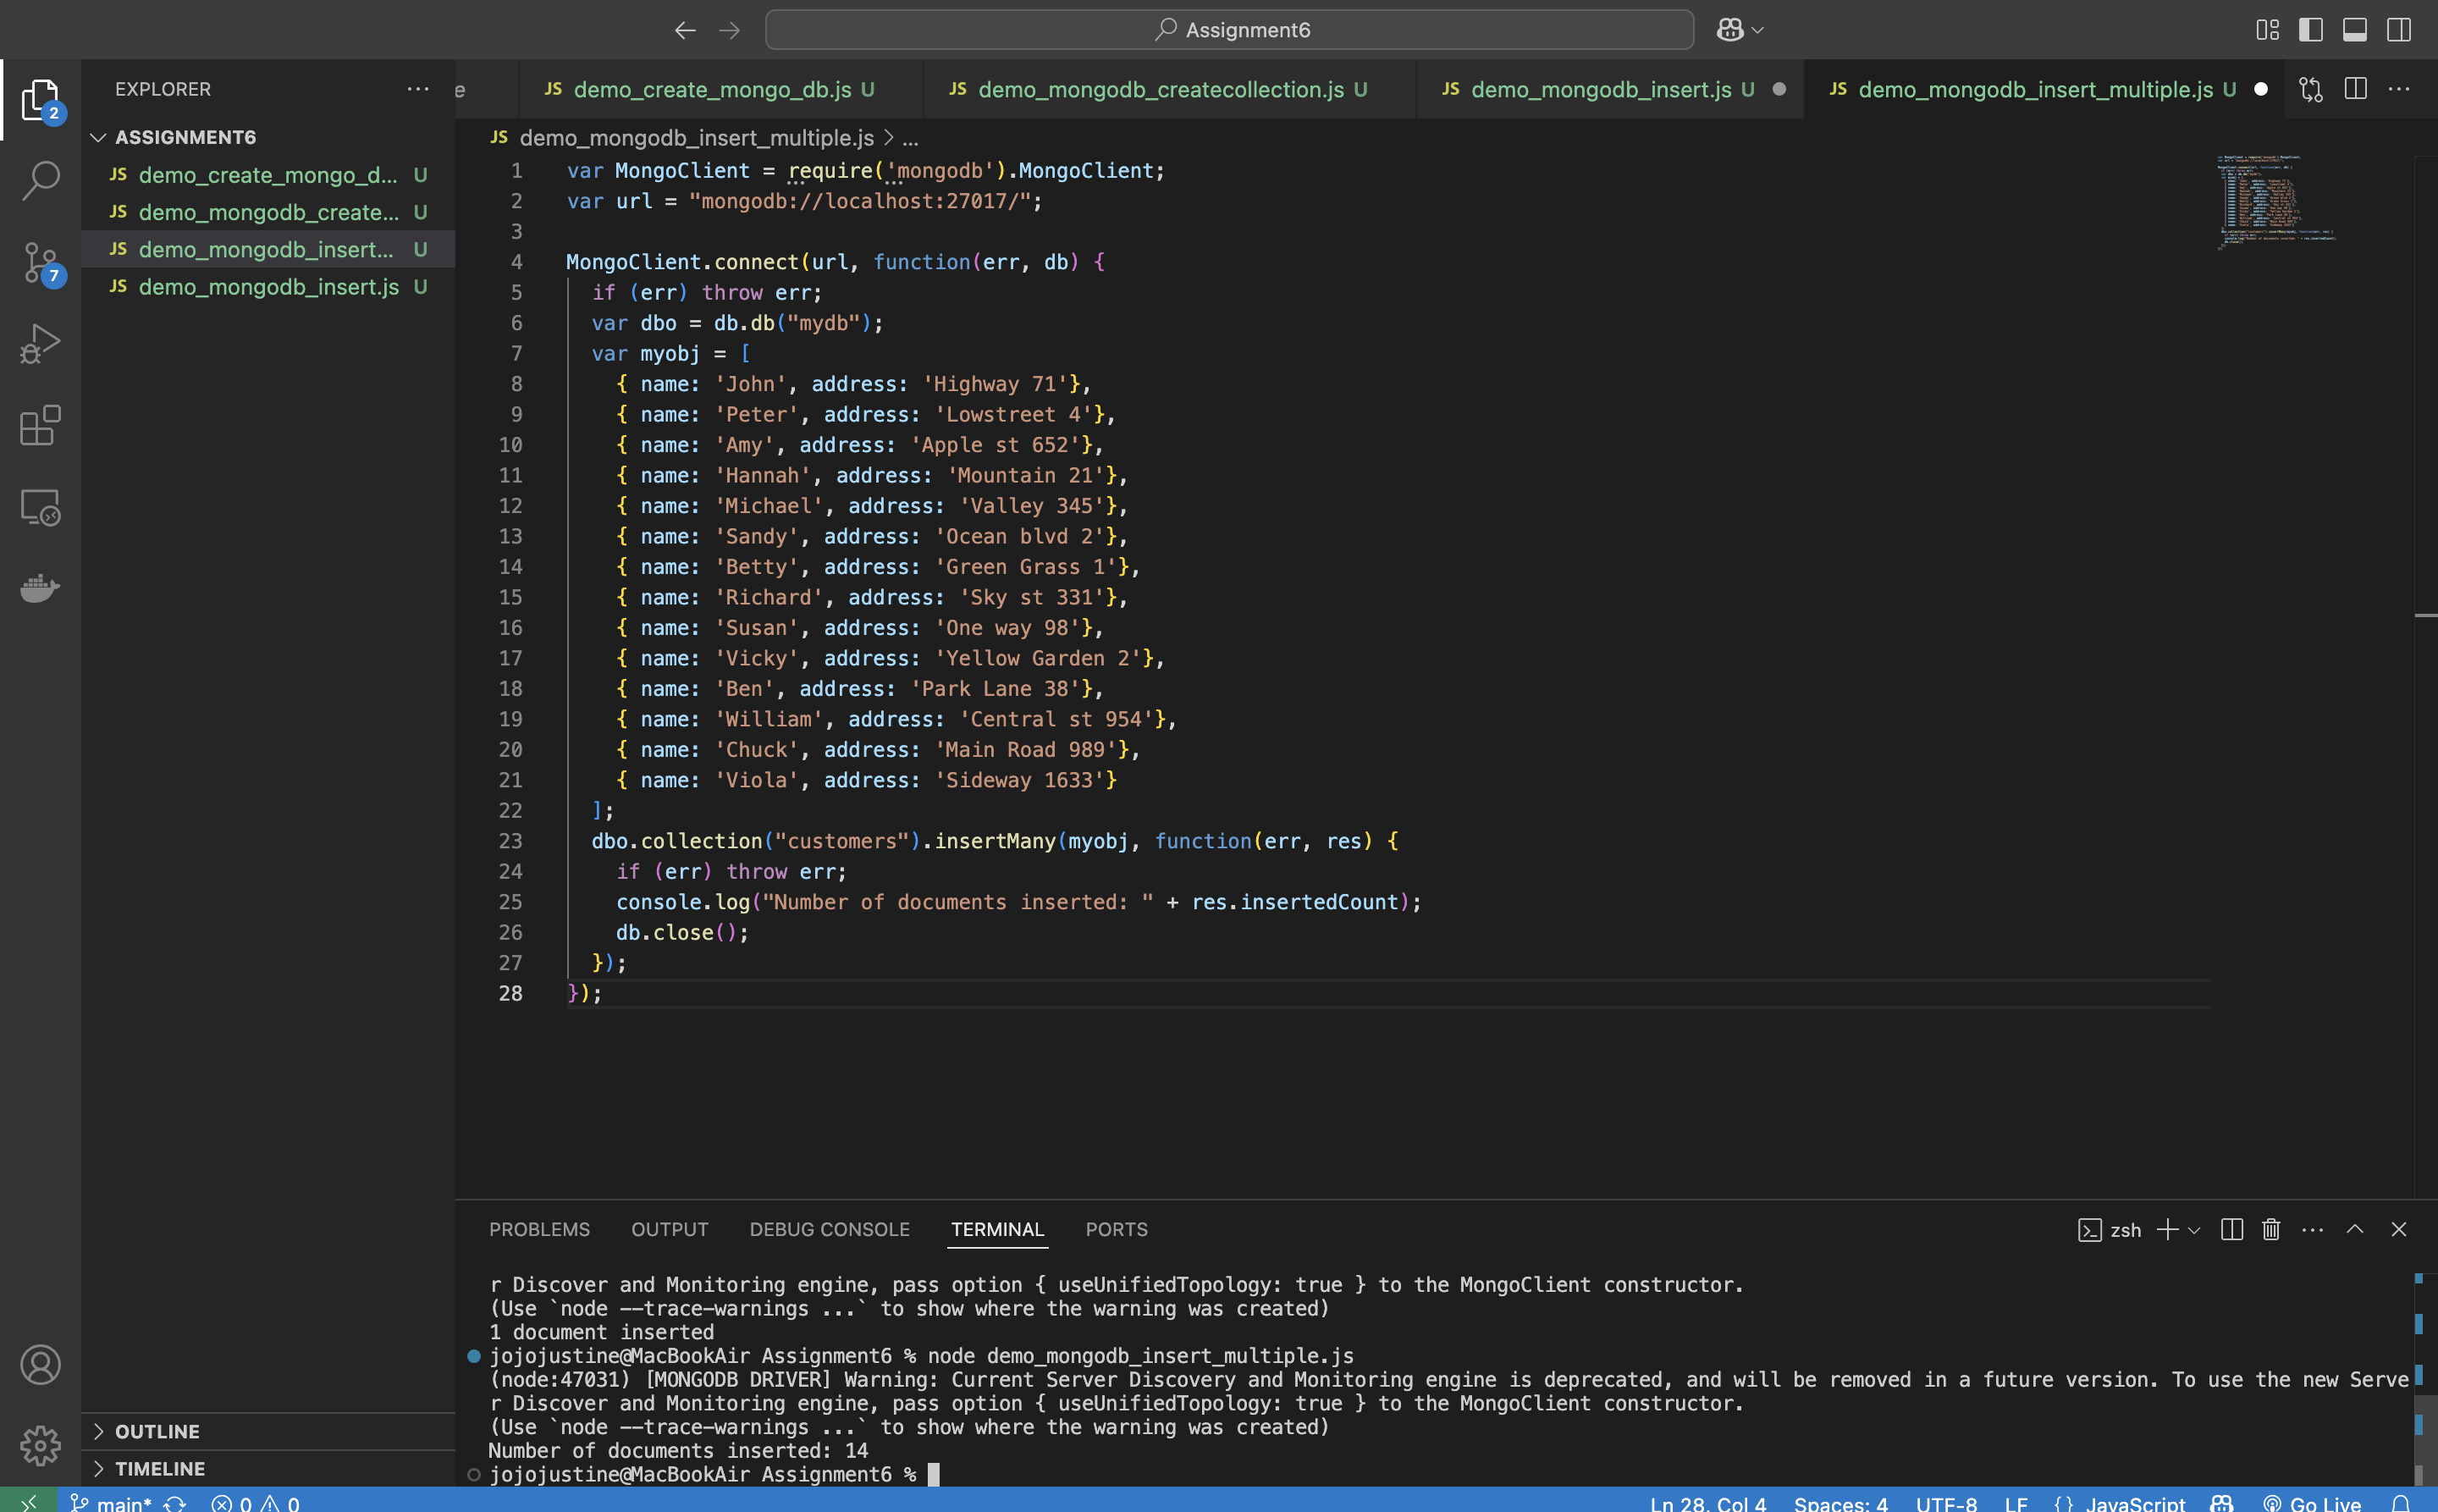 Assignment6
EXPLORER
2
ASSIGNMENT6
JS demo_create_mongo_d... U
JS demo_mongodb_create... U
JS demo_mongodb_insert... U
JS demo_mongodb_insert.js U
7
OUTLINE
TIMELINE
e
JS demo_create_mongo_db.js U
JS demo_mongodb_createcollection.js U
JS demo_mongodb_insert.js U
JS demo_mongodb_insert_multiple.js U
JS demo_mongodb_insert_multiple.js > ...
1 var MongoClient = require('mongodb').MongoClient;
2 var url = "mongodb://localhost:27017/";
3
4 MongoClient.connect(url, function(err, db) {
5 if (err) throw err;
6 var dbo = db.db("mydb");
7 var myobj = [
8 { name: 'John', address: 'Highway 71'},
9 { name: 'Peter', address: 'Lowstreet 4'},
10 { name: 'Amy', address: 'Apple st 652'},
11 { name: 'Hannah', address: 'Mountain 21'},
12 { name: 'Michael', address: 'Valley 345'},
13 { name: 'Sandy', address: 'Ocean blvd 2'},
14 { name: 'Betty', address: 'Green Grass 1'},
15 { name: 'Richard', address: 'Sky st 331'},
16 { name: 'Susan', address: 'One way 98'},
17 { name: 'Vicky', address: 'Yellow Garden 2'},
18 { name: 'Ben', address: 'Park Lane 38'},
19 { name: 'William', address: 'Central st 954'},
20 { name: 'Chuck', address: 'Main Road 989'},
21 { name: 'Viola', address: 'Sideway 1633'}
22 ];
23 dbo.collection("customers").insertMany(myobj, function(err, res) {
24 if (err) throw err;
25 console.log("Number of documents inserted: " + res.insertedCount);
26 db.close();
27 });
28 });
PROBLEMS OUTPUT DEBUG CONSOLE TERMINAL PORTS
zsh
r Discover and Monitoring engine, pass option { useUnifiedTopology: true } to the MongoClient constructor.
(Use `node --trace-warnings ...` to show where the warning was created)
1 document inserted
jojojustine@MacBookAir Assignment6 % node demo_mongodb_insert_multiple.js
(node:47031) [MONGODB DRIVER] Warning: Current Server Discovery and Monitoring engine is deprecated, and will be removed in a future version. To use the new Serve
r Discover and Monitoring engine, pass option { useUnifiedTopology: true } to the MongoClient constructor.
(Use `node --trace-warnings ...` to show where the warning was created)
Number of documents inserted: 14
jojojustine@MacBookAir Assignment6 %
main* 0 0
Ln 28, Col 4 Spaces: 4 UTF-8 LF {} JavaScript Go Live